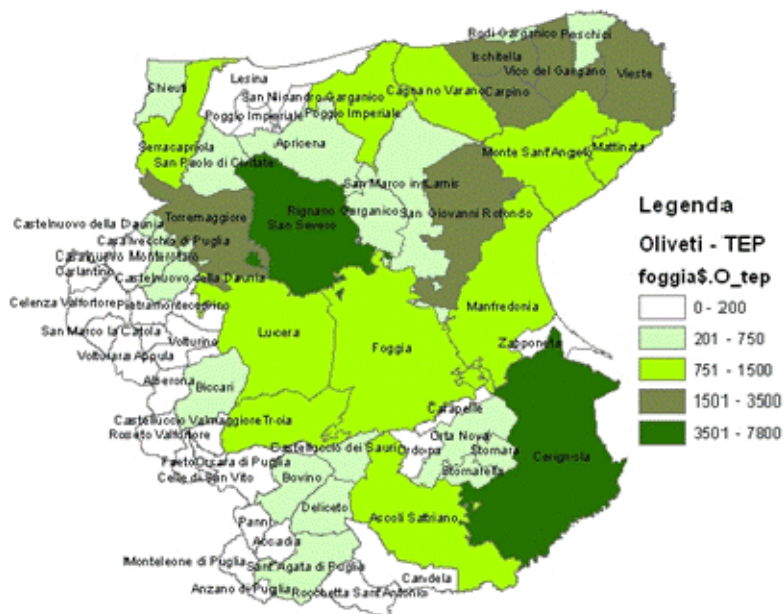 Rodi Garganico
Peschici
Ischitella
Vico del Gargano
Vieste
Lesina
Chieuti
San Nicandro Garganico
Cagnano Varano
Carpino
Poggio Imperiale
Poggio Imperiale
Serracapriola
Apricena
San Paolo di Civitate
Monte Sant'Angelo
Mattinata
San Marco in Lamis
Rignano Garganico
San Giovanni Rotondo
Torremaggiore
San Severo
Castelnuovo della Daunia
Casalvecchio di Puglia
Casalnuovo Monterotaro
Carlantino
Castelnuovo della Daunia
Celenza Valfortore
Pietramontecorvino
Manfredonia
San Marco la Catola
Volturino
Lucera
Foggia
Zapponeta
Volturara Appula
Alberona
Biccari
Carapelle
Castelluccio Valmaggiore
Troia
Roseto Valfortore
Orta Nova
Castelluccio dei Sauri
Ordona
Stornara
Stornarella
Cerignola
Faeto
Orsara di Puglia
Celle di San Vito
Bovino
Deliceto
Ascoli Satriano
Panni
Accadia
Monteleone di Puglia
Sant'Agata di Puglia
Candela
Anzano di Puglia
Rocchetta Sant'Antonio
Legenda
Oliveti - TEP
foggia$.O_tep
0 - 200
201 - 750
751 - 1500
1501 - 3500
3501 - 7800